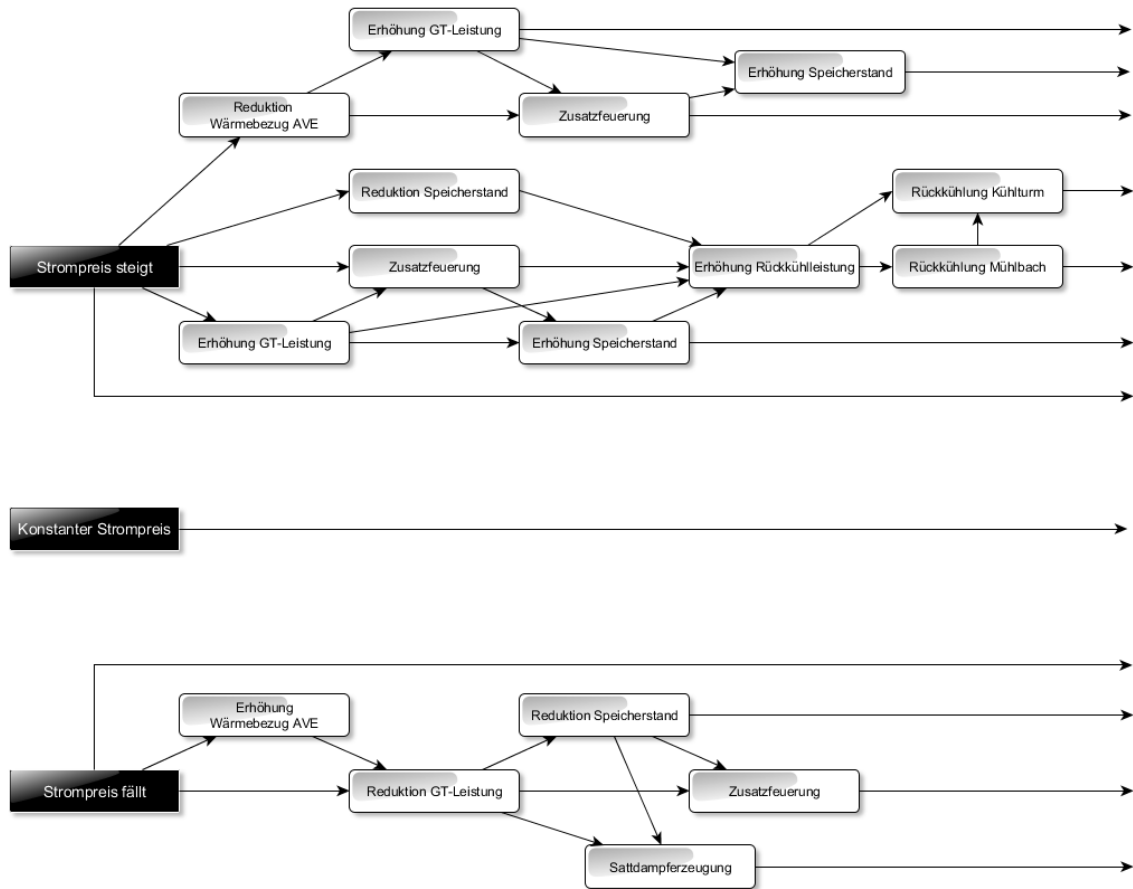 Erhöhung GT-Leistung
Erhöhung Speicherstand
Reduktion
Wärmebezug AVE
Zusatzfeuerung
Reduktion Speicherstand
Rückkühlung Kühlturm
Strompreis steigt
Zusatzfeuerung
Erhöhung Rückkühlleistung
Rückkühlung Mühlbach
Erhöhung GT-Leistung
Erhöhung Speicherstand
Konstanter Strompreis
Erhöhung
Wärmebezug AVE
Reduktion Speicherstand
Strompreis fällt
Reduktion GT-Leistung
Zusatzfeuerung
Sattdampferzeugung